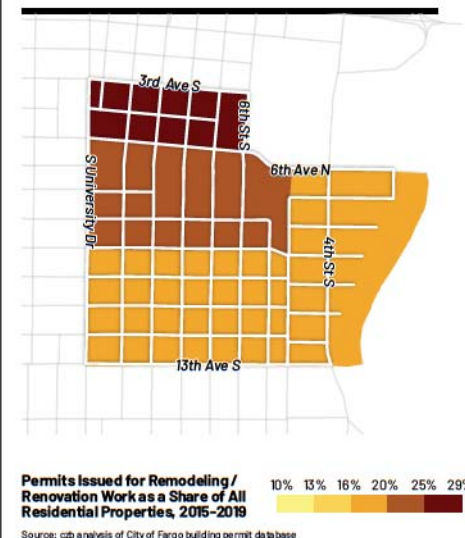 3rd Ave S
6th St S
6th Ave N
S University Dr
4th St S
13th Ave S
Permits Issued for Remodeling /
Renovation Work as a Share of All
Residential Properties, 2015-2019
10% 13% 16% 20% 25% 29%
Source: czb analysis of City of Fargo building permit database